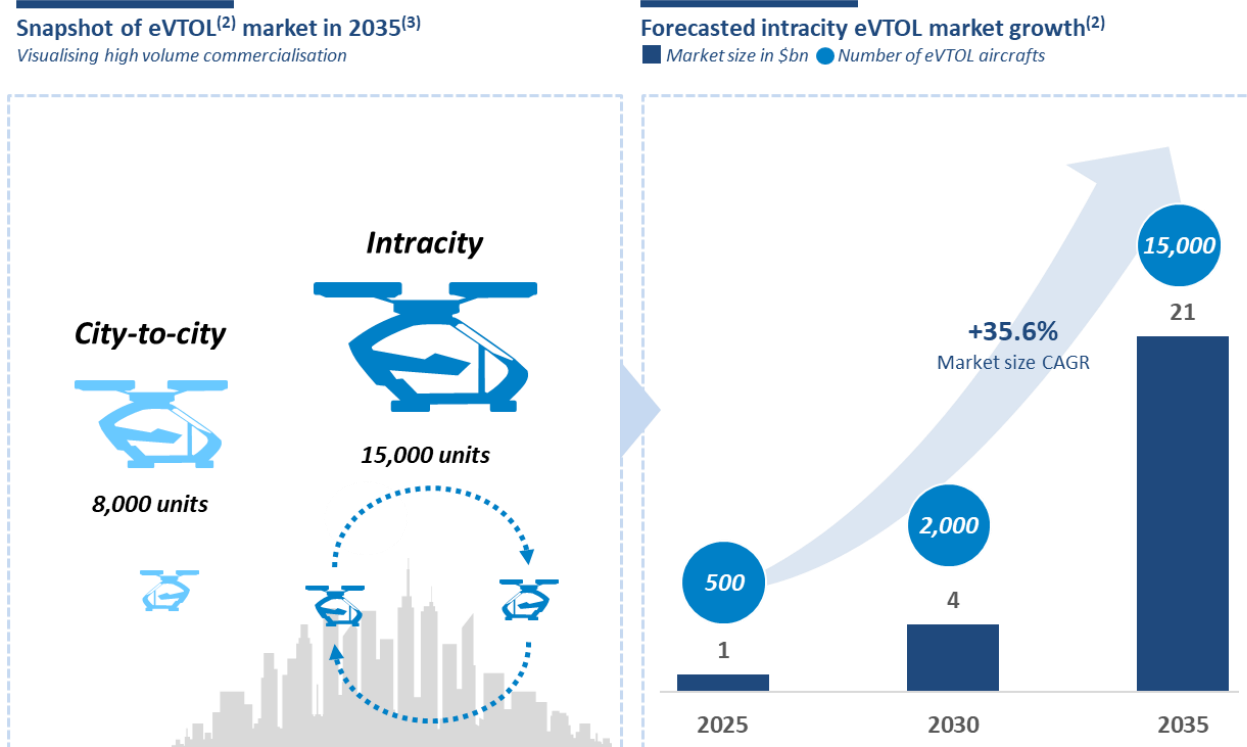 Snapshot of eVTOL(2) market in 2035(3)
Visualising high volume commercialisation
City-to-city
8,000 units
Intracity
15,000 units
Forecasted intracity eVTOL market growth(2)
Market size in $bn Number of eVTOL aircrafts
+35.6%
Market size CAGR
500
1
2025
2,000
4
2030
15,000
21
2035